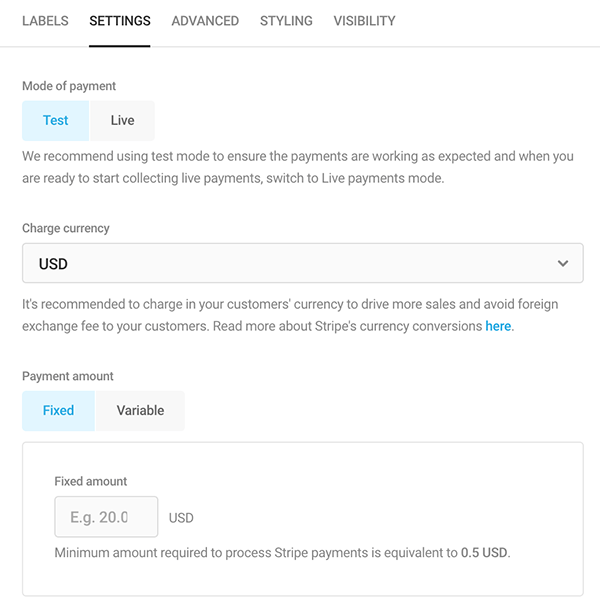 LABELS SETTINGS ADVANCED STYLING VISIBILITY
Mode of payment
Test Live
We recommend using test mode to ensure the payments are working as expected and when you
are ready to start collecting live payments, switch to Live payments mode.
Charge currency
USD
It's recommended to charge in your customers' currency to drive more sales and avoid foreign
exchange fee to your customers. Read more about Stripe's currency conversions here.
Payment amount
Fixed Variable
Fixed amount
E.g. 20.0 USD
Minimum amount required to process Stripe payments is equivalent to 0.5 USD.